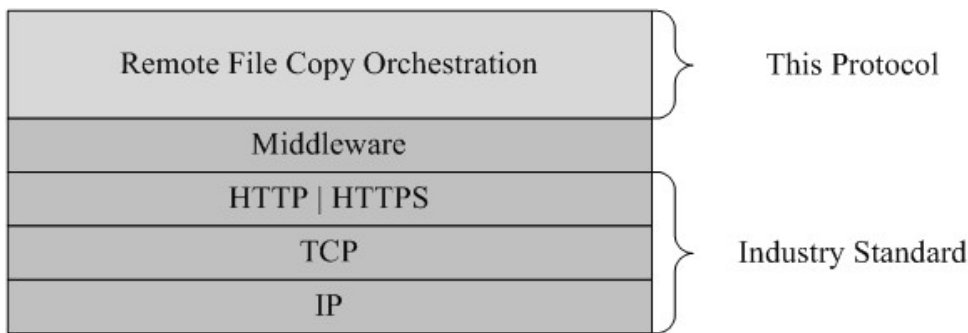 Remote File Copy Orchestration
This Protocol
Middleware
HTTP | HTTPS
TCP
Industry Standard
IP